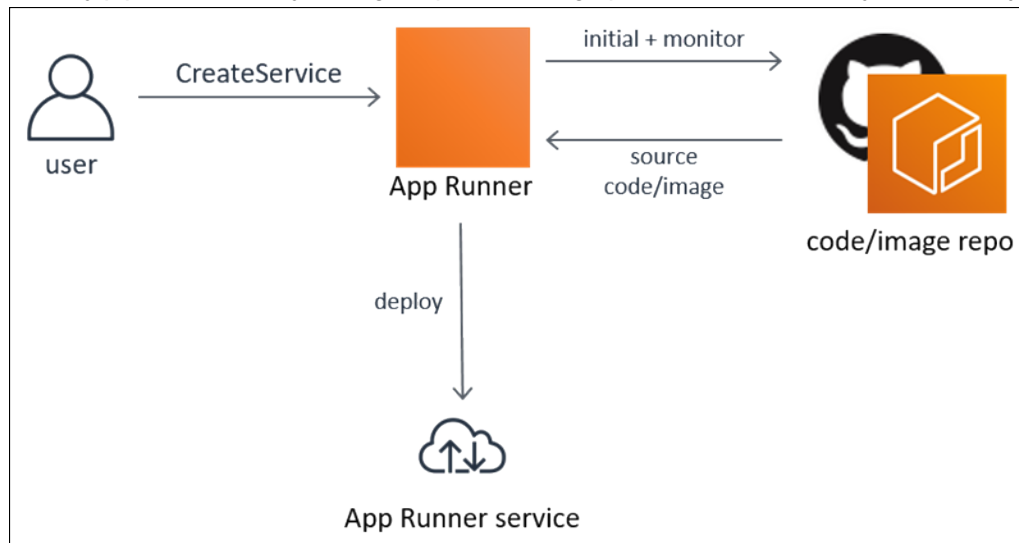 initial + monitor
CreateService
user
App Runner
source
code/image
code/image repo
deploy
App Runner service